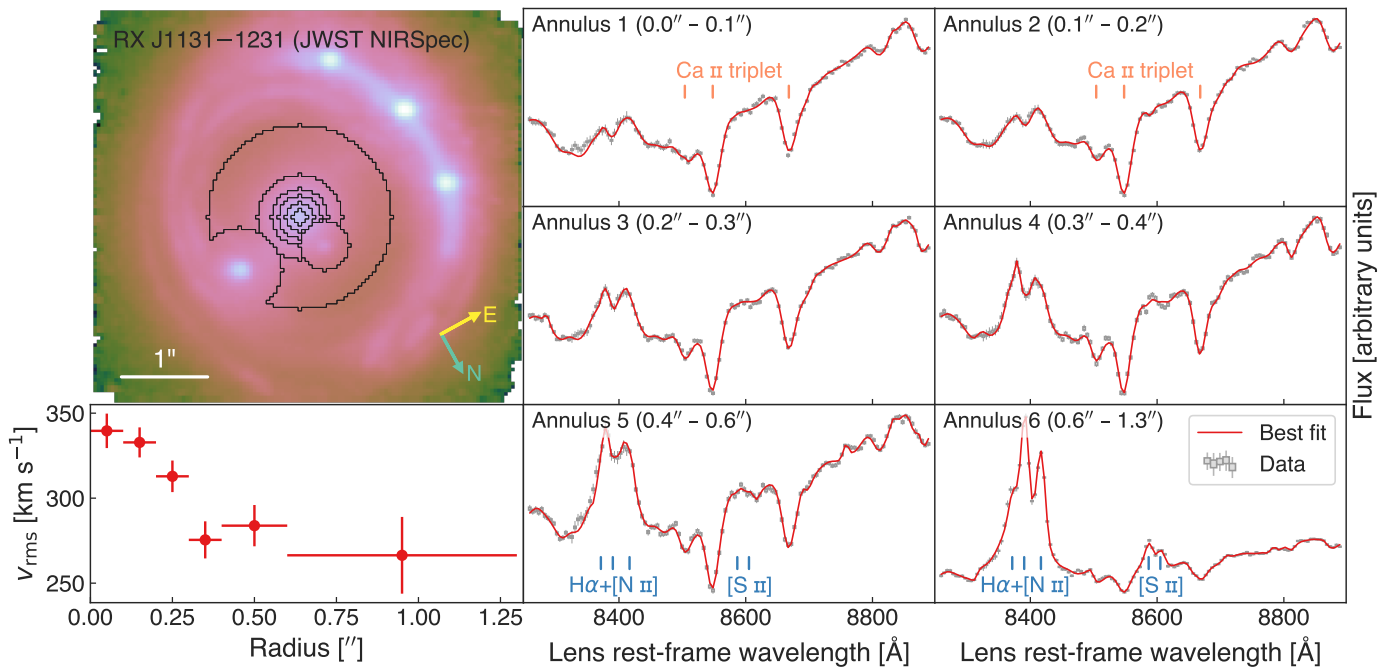 RX J1131−1231 (JWST NIRSpec)
E
N
1"
350
300
250
v_rms [km s⁻¹]
0.00 0.25 0.50 0.75 1.00 1.25
Radius [″]
Annulus 1 (0.0″ – 0.1″)
Ca II triplet
Annulus 2 (0.1″ – 0.2″)
Ca II triplet
Annulus 3 (0.2″ – 0.3″)
Annulus 4 (0.3″ – 0.4″)
Annulus 5 (0.4″ – 0.6″)
Hα+[N II]
[S II]
Annulus 6 (0.6″ – 1.3″)
Best fit
Data
Hα+[N II]
[S II]
8400 8600 8800
Lens rest-frame wavelength [Å]
8400 8600 8800
Lens rest-frame wavelength [Å]
Flux [arbitrary units]